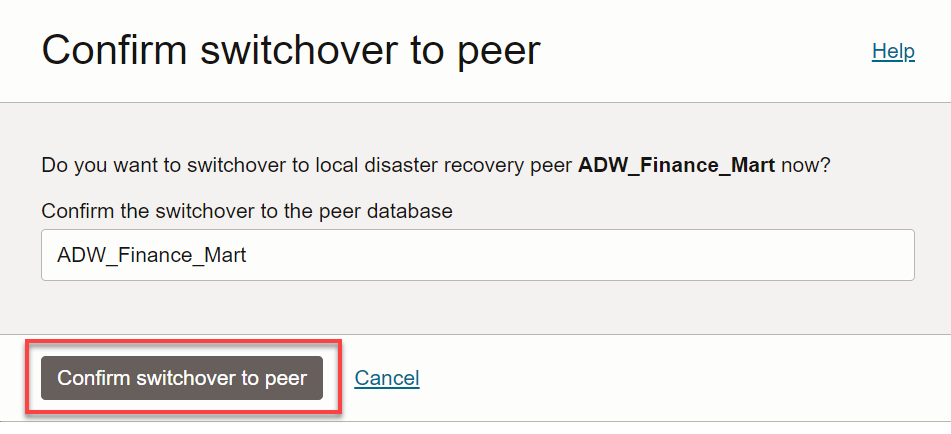 Confirm switchover to peer
Help
Do you want to switchover to local disaster recovery peer ADW_Finance_Mart now?
Confirm the switchover to the peer database
ADW_Finance_Mart
Confirm switchover to peer
Cancel